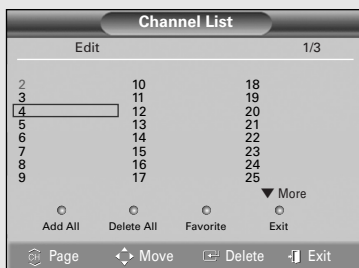 Channel List
Edit 1/3
2 10 18
3 11 19
4 12 20
5 13 21
6 14 22
7 15 23
8 16 24
9 17 25
▼ More
Add All Delete All Favorite Exit
CH Page Move Delete Exit